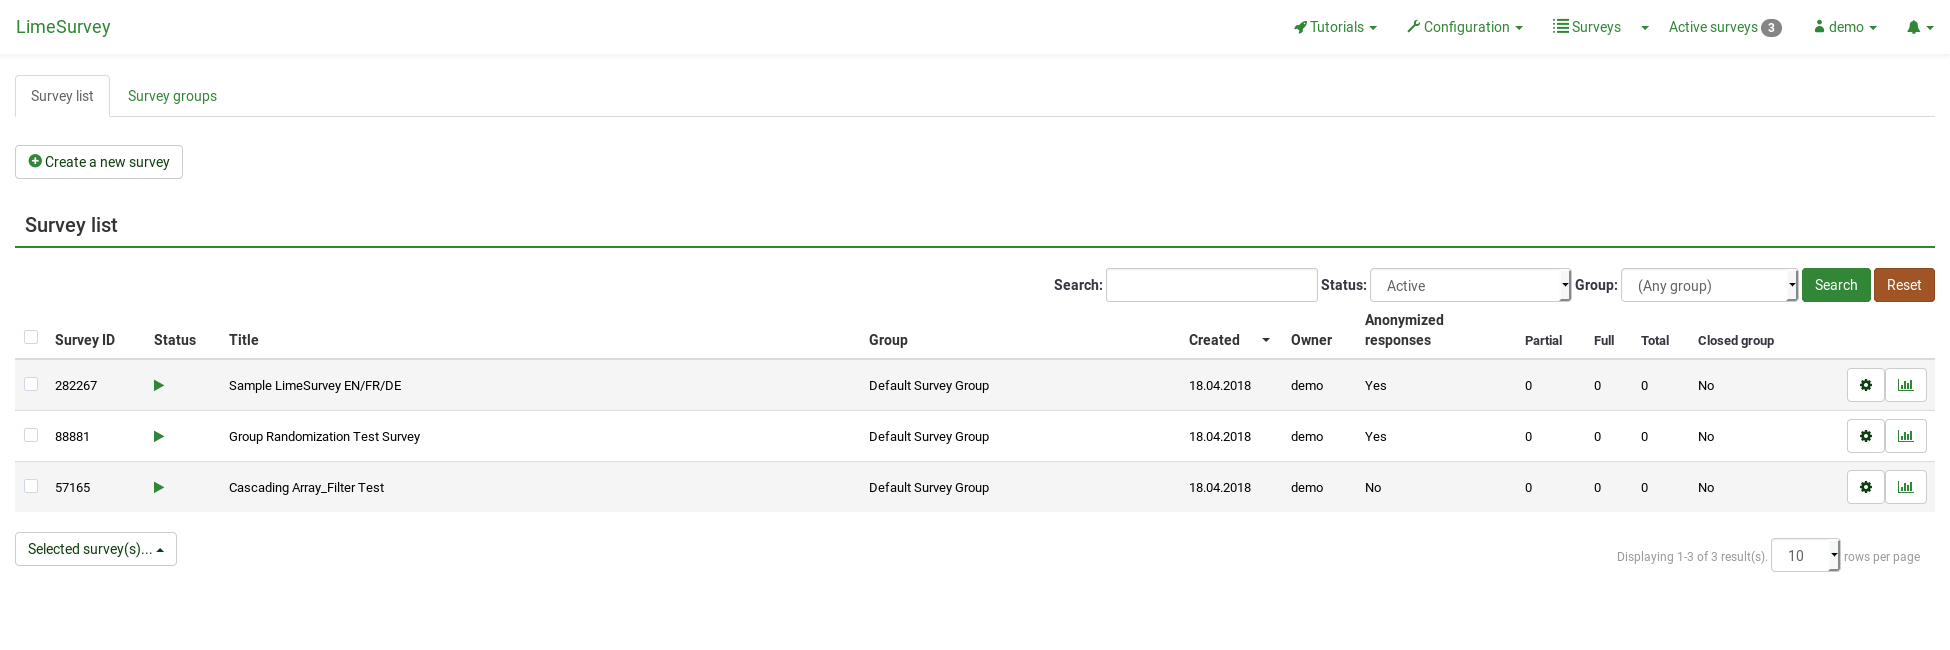 LimeSurvey Tutorials Configuration Surveys Active surveys 3 demo
Survey list Survey groups
Create a new survey
Survey list
Search: Status: Active Group: (Any group) Search Reset
Survey ID Status Title Group Created Owner Anonymized responses Partial Full Total Closed group
282267 Sample LimeSurvey EN/FR/DE Default Survey Group 18.04.2018 demo Yes 0 0 0 No
88881 Group Randomization Test Survey Default Survey Group 18.04.2018 demo Yes 0 0 0 No
57165 Cascading Array_Filter Test Default Survey Group 18.04.2018 demo No 0 0 0 No
Selected survey(s)... Displaying 1-3 of 3 result(s). 10 rows per page